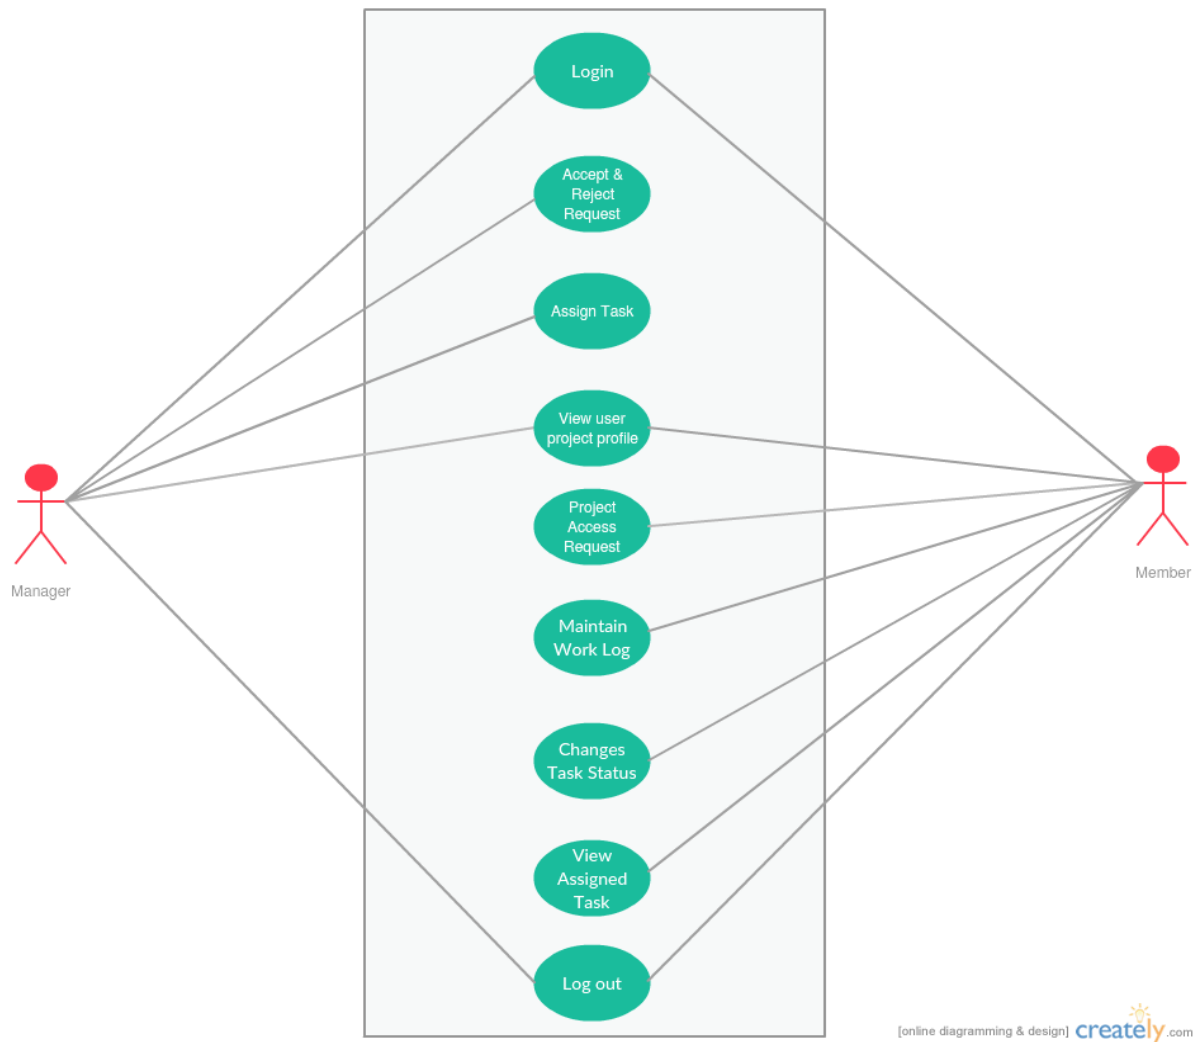 Login
Accept &
Reject
Request
Assign Task
View user
project profile
Project
Access
Request
Maintain
Work Log
Changes
Task Status
View
Assigned
Task
Log out
Manager
Member
[online diagramming & design] creately.com